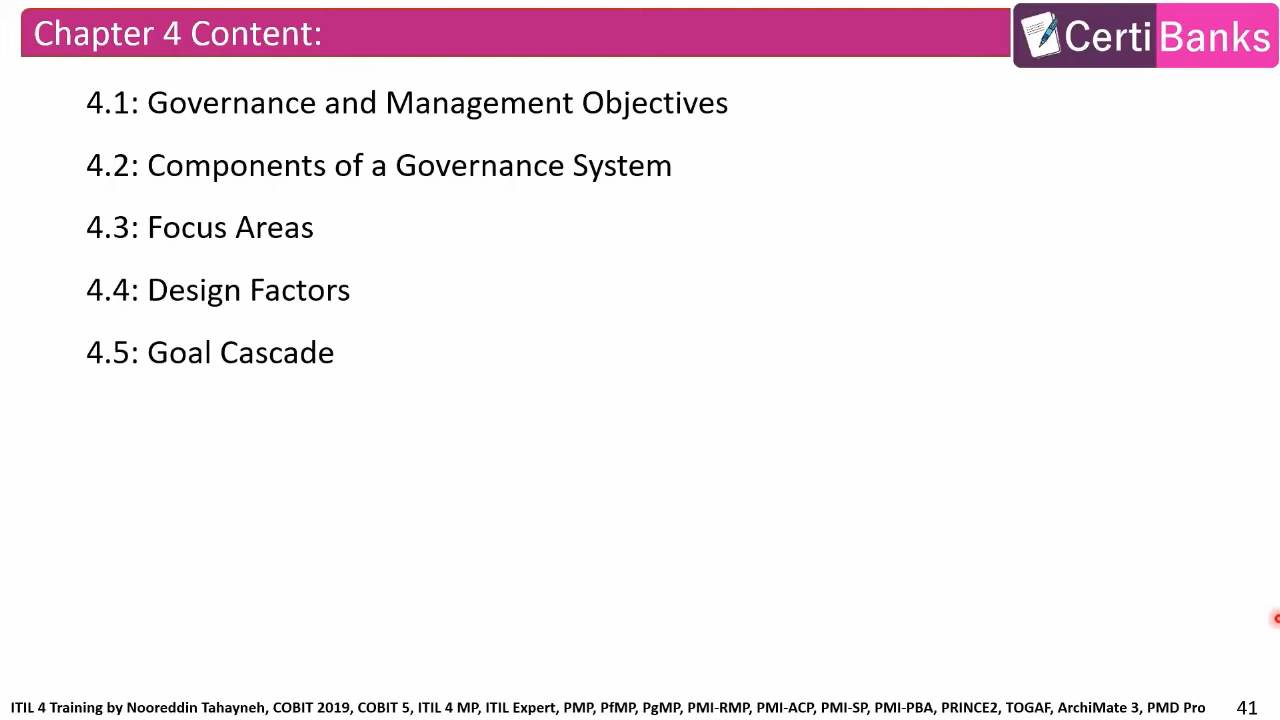 Chapter 4 Content:
Certi Banks
4.1: Governance and Management Objectives
4.2: Components of a Governance System
4.3: Focus Areas
4.4: Design Factors
4.5: Goal Cascade
ITIL 4 Training by Nooreddin Tahayneh, COBIT 2019, COBIT 5, ITIL 4 MP, ITIL Expert, PMP, PfMP, PgMP, PMI-RMP, PMI-ACP, PMI-SP, PMI-PBA, PRINCE2, TOGAF, ArchiMate 3, PMD Pro 41